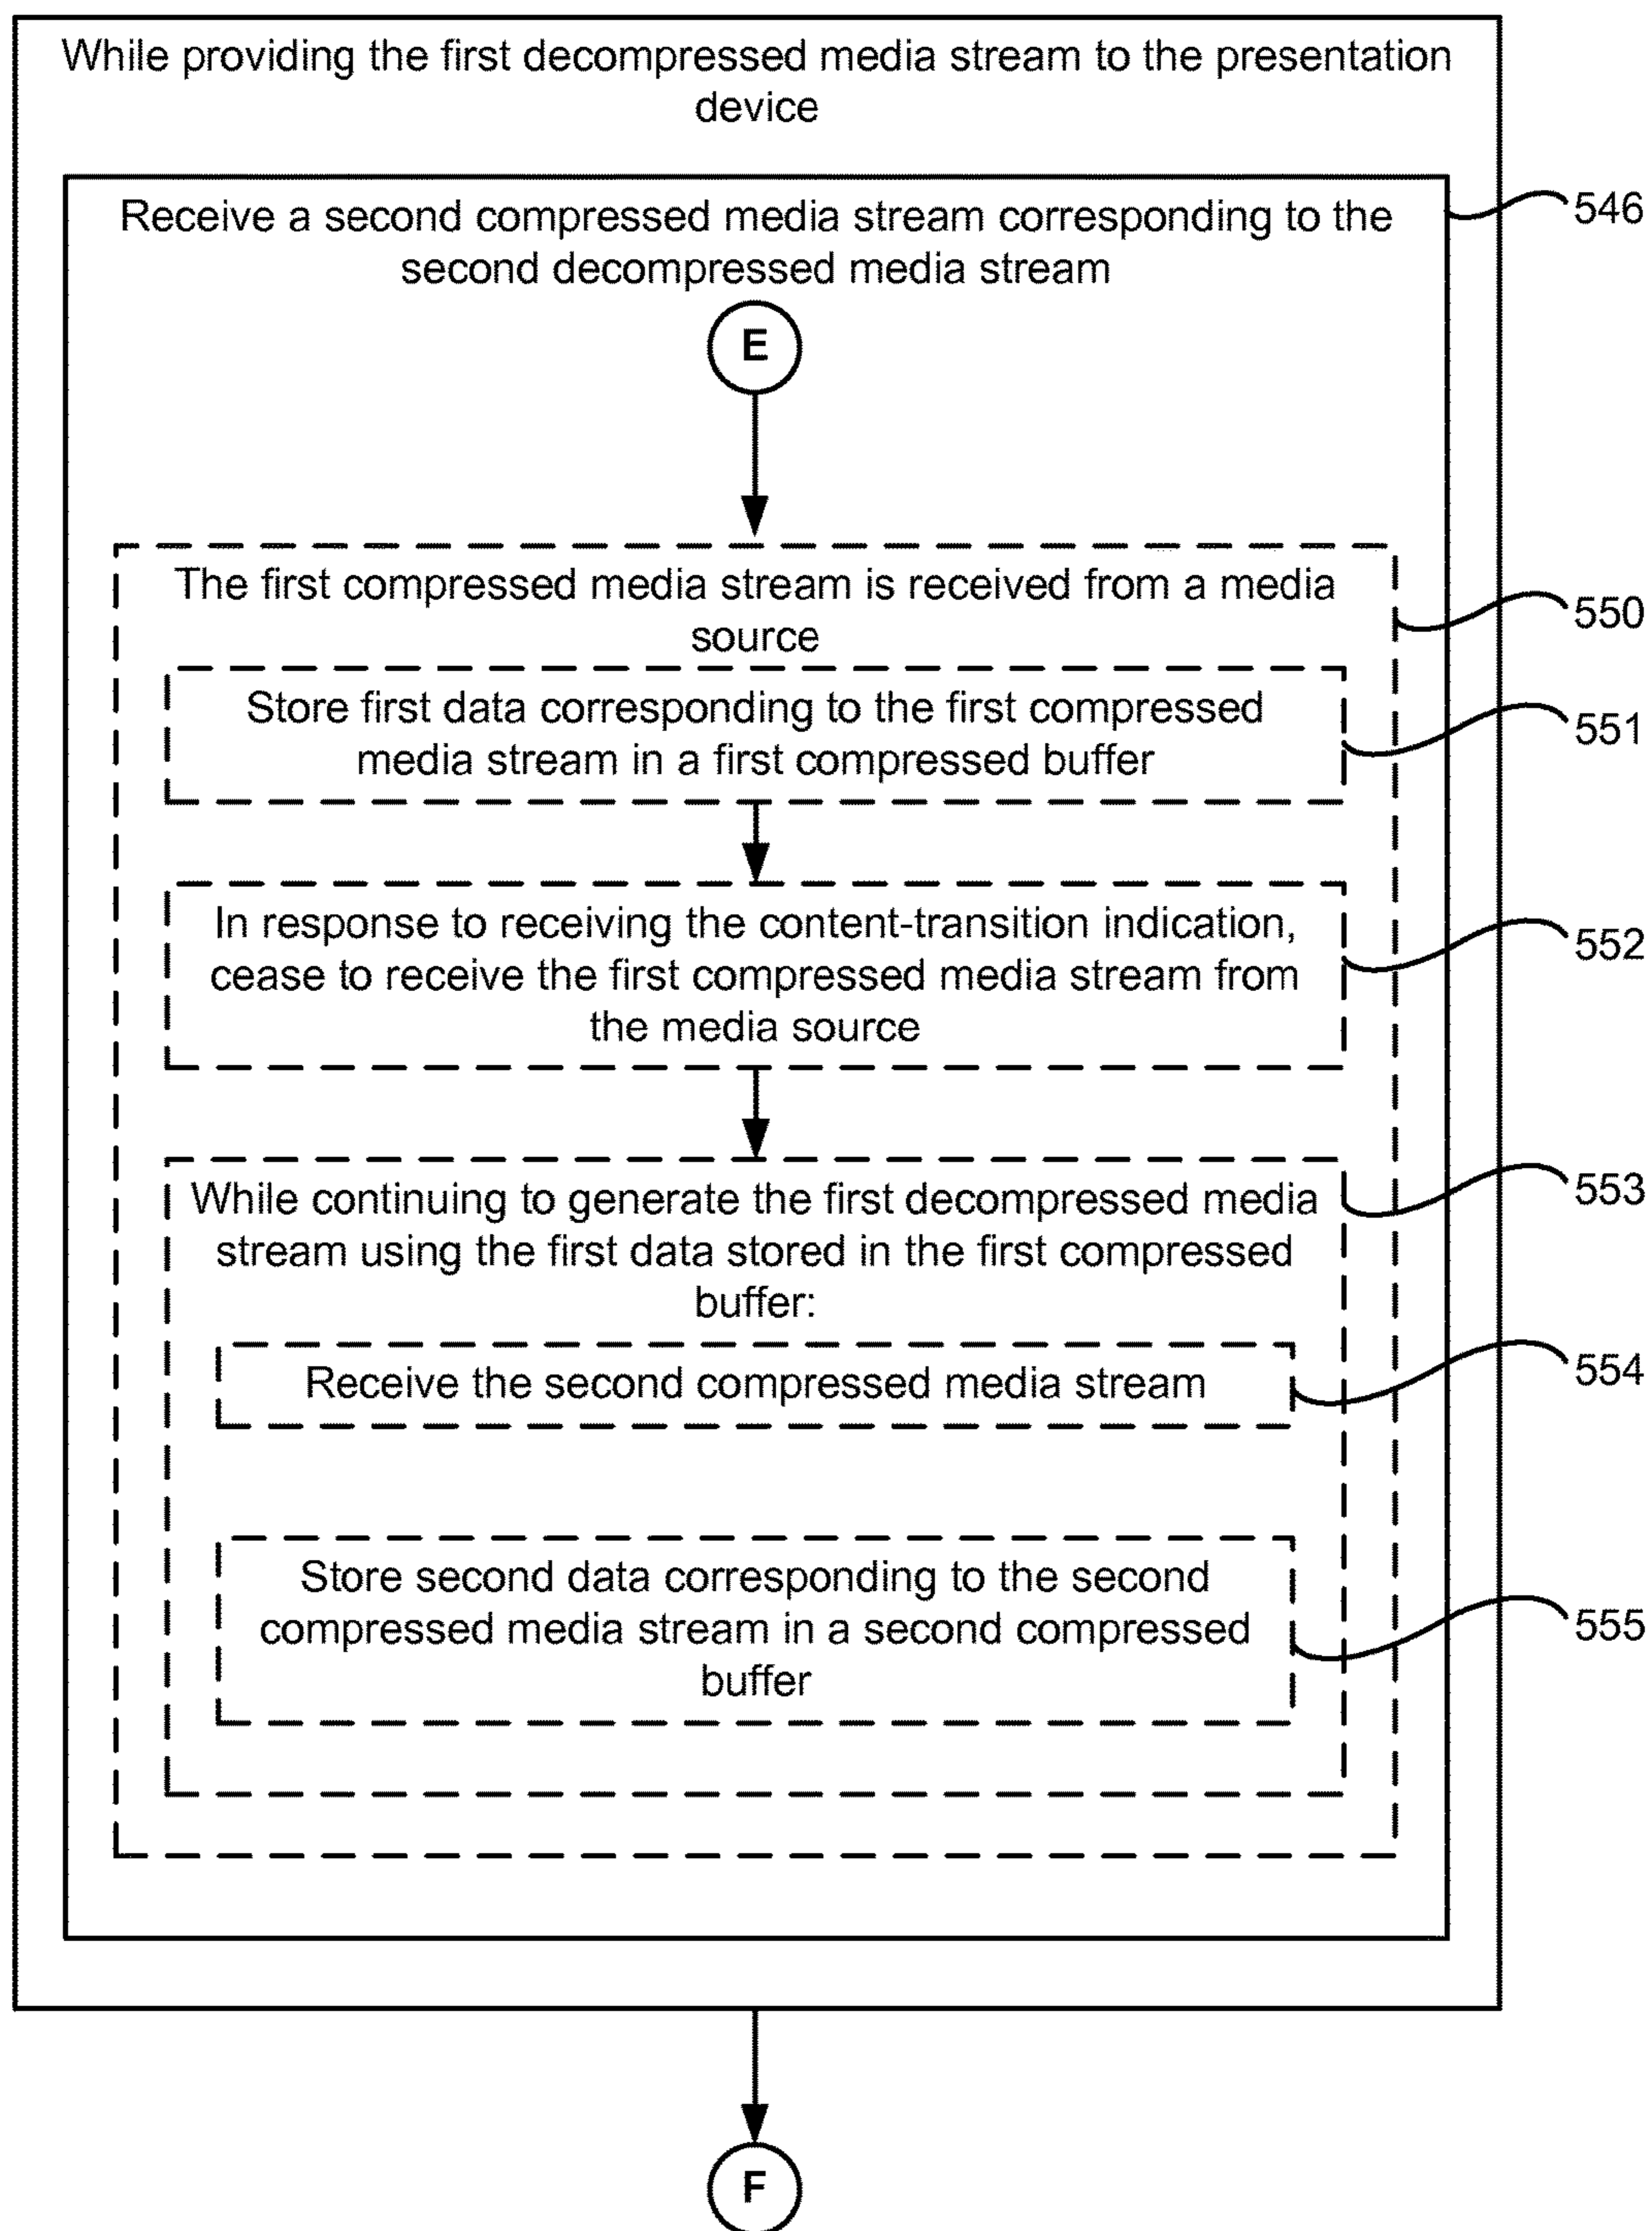 While providing the first decompressed media stream to the presentation
device
Receive a second compressed media stream corresponding to the
second decompressed media stream
546
E
The first compressed media stream is received from a media
source
550
Store first data corresponding to the first compressed
media stream in a first compressed buffer
551
In response to receiving the content-transition indication,
cease to receive the first compressed media stream from
the media source
552
While continuing to generate the first decompressed media
stream using the first data stored in the first compressed
buffer:
553
Receive the second compressed media stream
554
Store second data corresponding to the second
compressed media stream in a second compressed
buffer
555
F